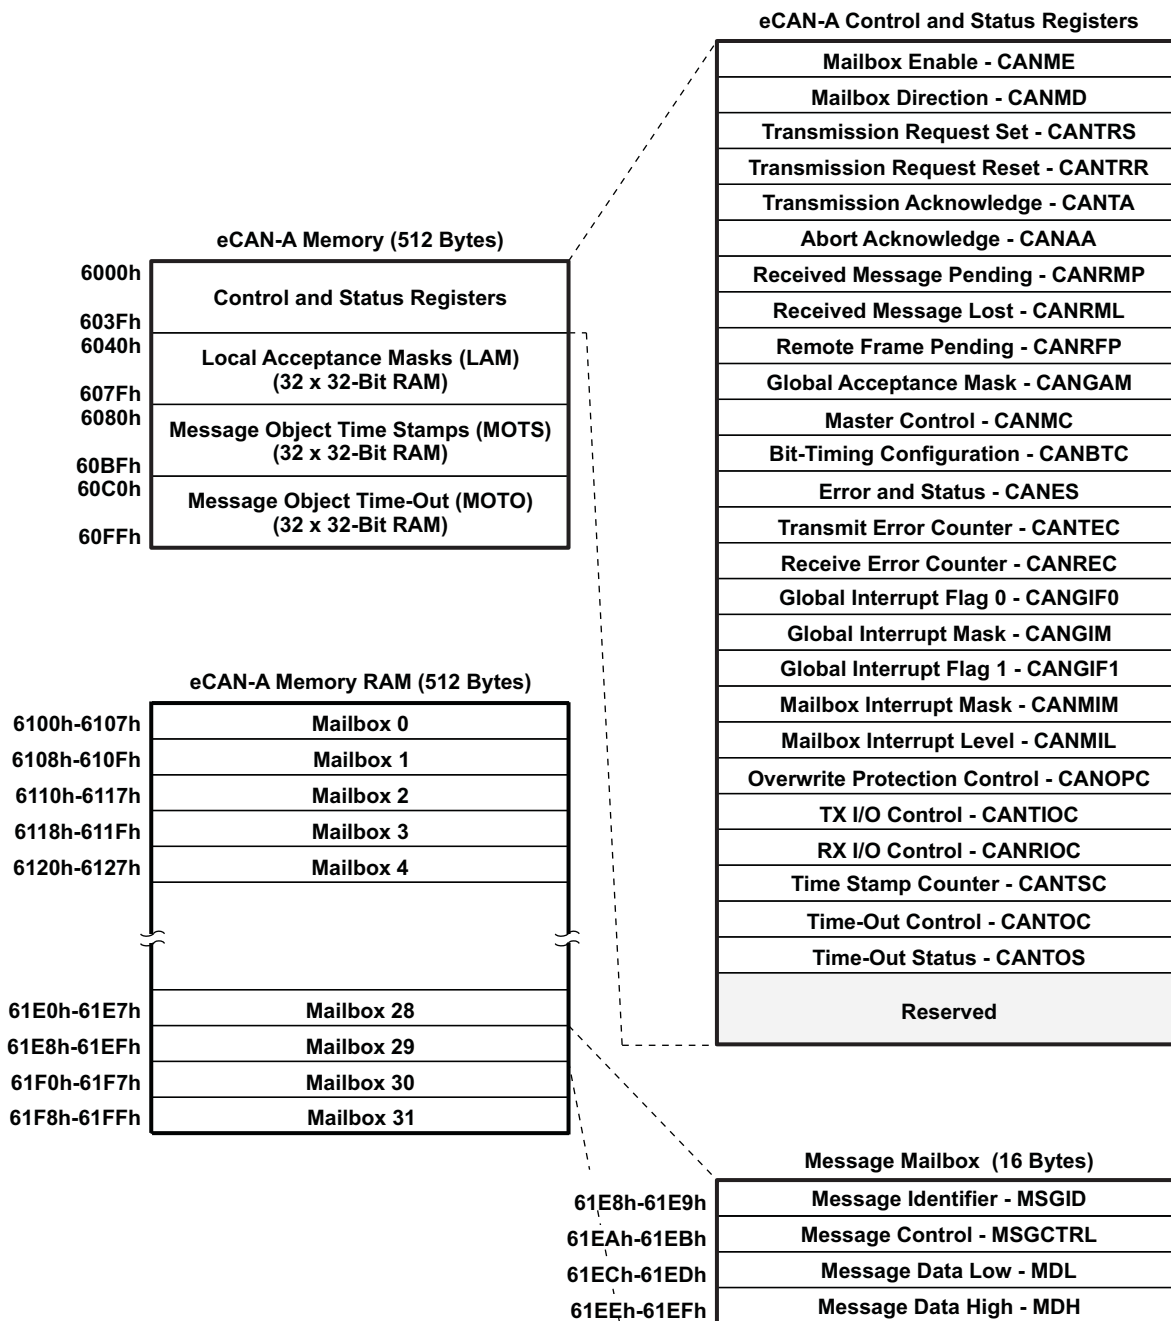 eCAN-A Control and Status Registers
Mailbox Enable - CANME
Mailbox Direction - CANMD
Transmission Request Set - CANTRS
Transmission Request Reset - CANTRR
Transmission Acknowledge - CANTA
Abort Acknowledge - CANAA
Received Message Pending - CANRMP
Received Message Lost - CANRML
Remote Frame Pending - CANRFP
Global Acceptance Mask - CANGAM
Master Control - CANMC
Bit-Timing Configuration - CANBTC
Error and Status - CANES
Transmit Error Counter - CANTEC
Receive Error Counter - CANREC
Global Interrupt Flag 0 - CANGIF0
Global Interrupt Mask - CANGIM
Global Interrupt Flag 1 - CANGIF1
Mailbox Interrupt Mask - CANMIM
Mailbox Interrupt Level - CANMIL
Overwrite Protection Control - CANOPC
TX I/O Control - CANTIOC
RX I/O Control - CANRIOC
Time Stamp Counter - CANTSC
Time-Out Control - CANTOC
Time-Out Status - CANTOS
Reserved
eCAN-A Memory (512 Bytes)
6000h
Control and Status Registers
603Fh
6040h
Local Acceptance Masks (LAM)
(32 x 32-Bit RAM)
607Fh
6080h
Message Object Time Stamps (MOTS)
(32 x 32-Bit RAM)
60BFh
60C0h
Message Object Time-Out (MOTO)
(32 x 32-Bit RAM)
60FFh
eCAN-A Memory RAM (512 Bytes)
6100h-6107h Mailbox 0
6108h-610Fh Mailbox 1
6110h-6117h Mailbox 2
6118h-611Fh Mailbox 3
6120h-6127h Mailbox 4
61E0h-61E7h Mailbox 28
61E8h-61EFh Mailbox 29
61F0h-61F7h Mailbox 30
61F8h-61FFh Mailbox 31
Message Mailbox (16 Bytes)
61E8h-61E9h Message Identifier - MSGID
61EAh-61EBh Message Control - MSGCTRL
61ECh-61EDh Message Data Low - MDL
61EEh-61EFh Message Data High - MDH